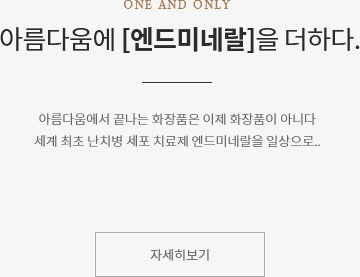 ONE AND ONLY
아름다움에 [엔드미네랄]을 더하다.
아름다움에서 끝나는 화장품은 이제 화장품이 아니다
세계 최초 난치병 세포 치료제 엔드미네랄을 일상으로..
자세히보기